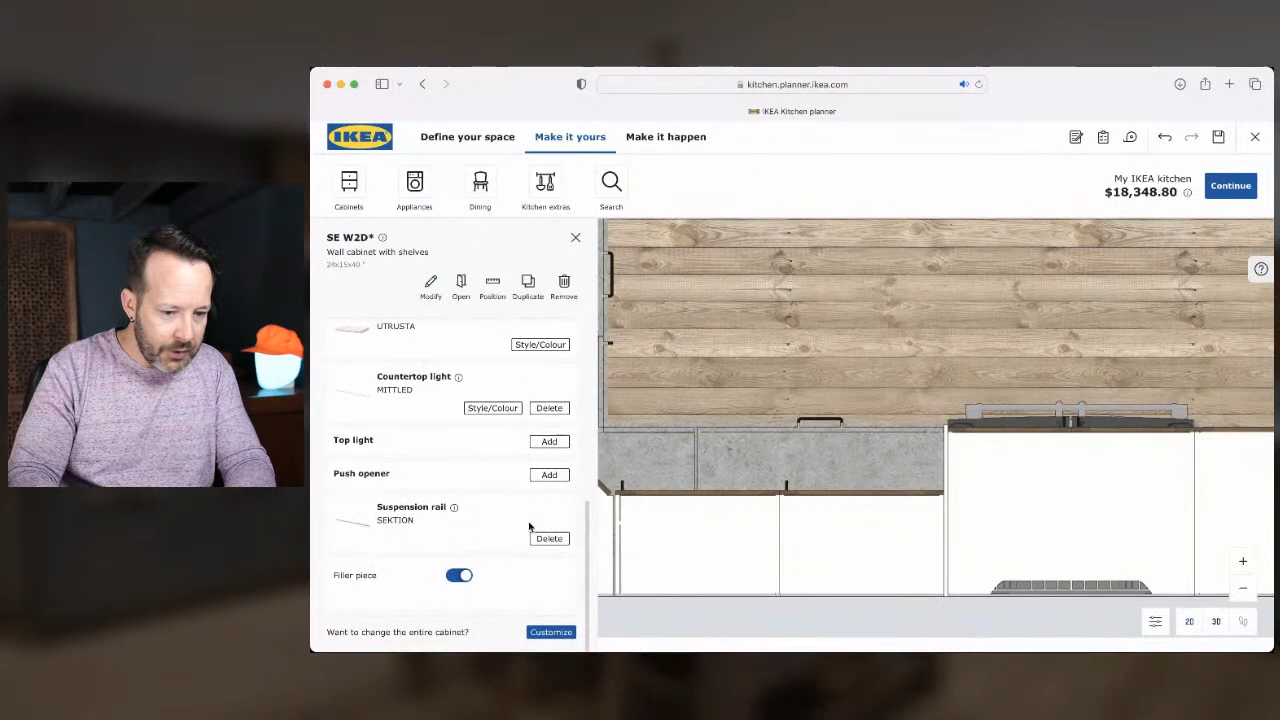 kitchen.planner.ikea.com
IKEA Kitchen planner
IKEA
Define your space
Make it yours
Make it happen
Cabinets
Appliances
Dining
Kitchen extras
Search
My IKEA kitchen
$18,348.80
Continue
SE W2D*
Wall cabinet with shelves
24x15x40 "
Modify
Open
Position
Duplicate
Remove
UTRUSTA
Style/Colour
Countertop light
MITTLED
Style/Colour
Delete
Top light
Add
Push opener
Add
Suspension rail
SEKTION
Delete
Filler piece
Want to change the entire cabinet?
Customize
2D
3D